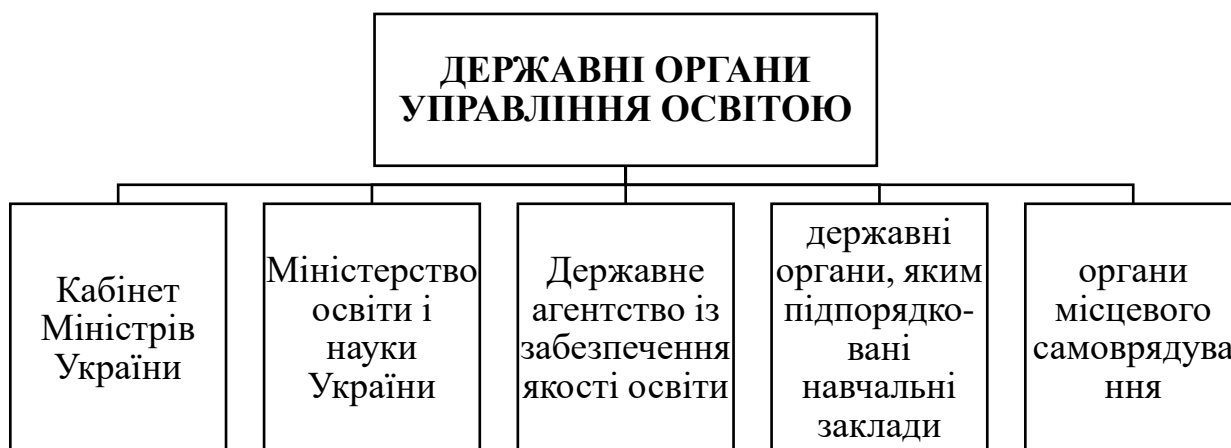 ДЕРЖАВНІ ОРГАНИ
УПРАВЛІННЯ ОСВІТОЮ
Кабінет
Міністрів
України
Міністерство
освіти і
науки
України
Державне
агентство із
забезпечення
якості освіти
державні
органи, яким
підпорядко-
вані
навчальні
заклади
органи
місцевого
самоврядува
ння